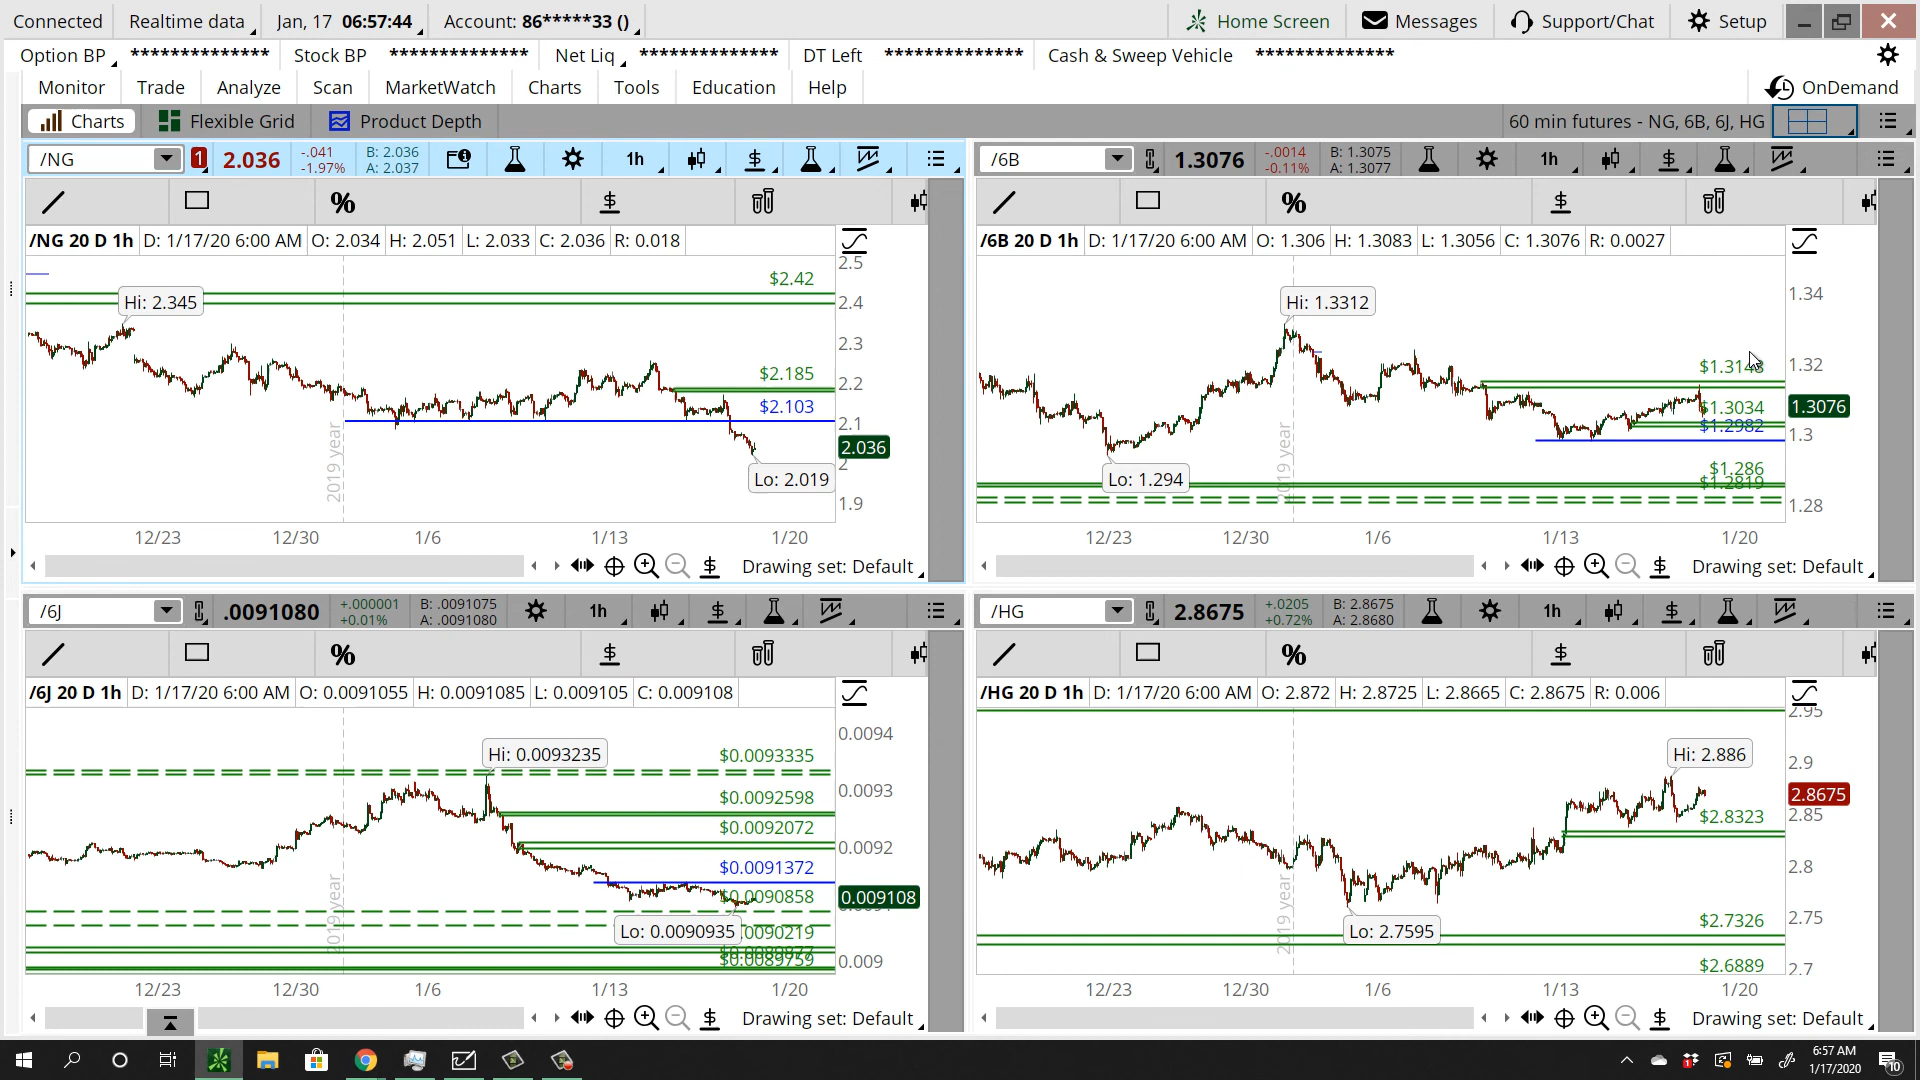 Connected Realtime data Jan, 17 06:57:44 Account: 86*****33 () Home Screen Messages Support/Chat Setup
Option BP ************** Stock BP ************** Net Liq ************** DT Left ************** Cash & Sweep Vehicle **************
Monitor Trade Analyze Scan MarketWatch Charts Tools Education Help OnDemand
Charts Flexible Grid Product Depth 60 min futures - NG, 6B, 6J, HG
/NG 1 2.036 -.041 B: 2.036 1h
-1.97% A: 2.037
%
/NG 20 D 1h D: 1/17/20 6:00 AM O: 2.034 H: 2.051 L: 2.033 C: 2.036 R: 0.018
2.5
$2.42
Hi: 2.345 2.4
2.3
$2.185 2.2
$2.103
2.1
2.036
2
Lo: 2.019
1.9
2019 year
12/23 12/30 1/6 1/13 1/20
Drawing set: Default
/6B 1.3076 -.0014 B: 1.3075 1h
-0.11% A: 1.3077
%
/6B 20 D 1h D: 1/17/20 6:00 AM O: 1.306 H: 1.3083 L: 1.3056 C: 1.3076 R: 0.0027
1.34
Hi: 1.3312
1.32
$1.3034 1.3076
$1.2982 1.3
$1.286
Lo: 1.294 $1.2819
1.28
2019 year
12/23 12/30 1/6 1/13 1/20
Drawing set: Default
/6J .0091080 +.000001 B: .0091075 1h
+0.01% A: .0091080
%
/6J 20 D 1h D: 1/17/20 6:00 AM O: 0.0091055 H: 0.0091085 L: 0.009105 C: 0.009108
0.0094
Hi: 0.0093235 $0.0093335
0.0093
$0.0092598
$0.0092072
0.0092
$0.0091372
$0.0090858 0.009108
Lo: 0.0090935 .0090219
$0.0089759 0.009
2019 year
12/23 12/30 1/6 1/13 1/20
Drawing set: Default
/HG 2.8675 +.0205 B: 2.8675 1h
+0.72% A: 2.8680
%
/HG 20 D 1h D: 1/17/20 6:00 AM O: 2.872 H: 2.8725 L: 2.8665 C: 2.8675 R: 0.006
2.95
Hi: 2.886 2.9
2.8675
$2.8323 2.85
2.8
$2.7326 2.75
Lo: 2.7595
$2.6889 2.7
2019 year
12/23 12/30 1/6 1/13 1/20
Drawing set: Default
6:57 AM
1/17/2020
10